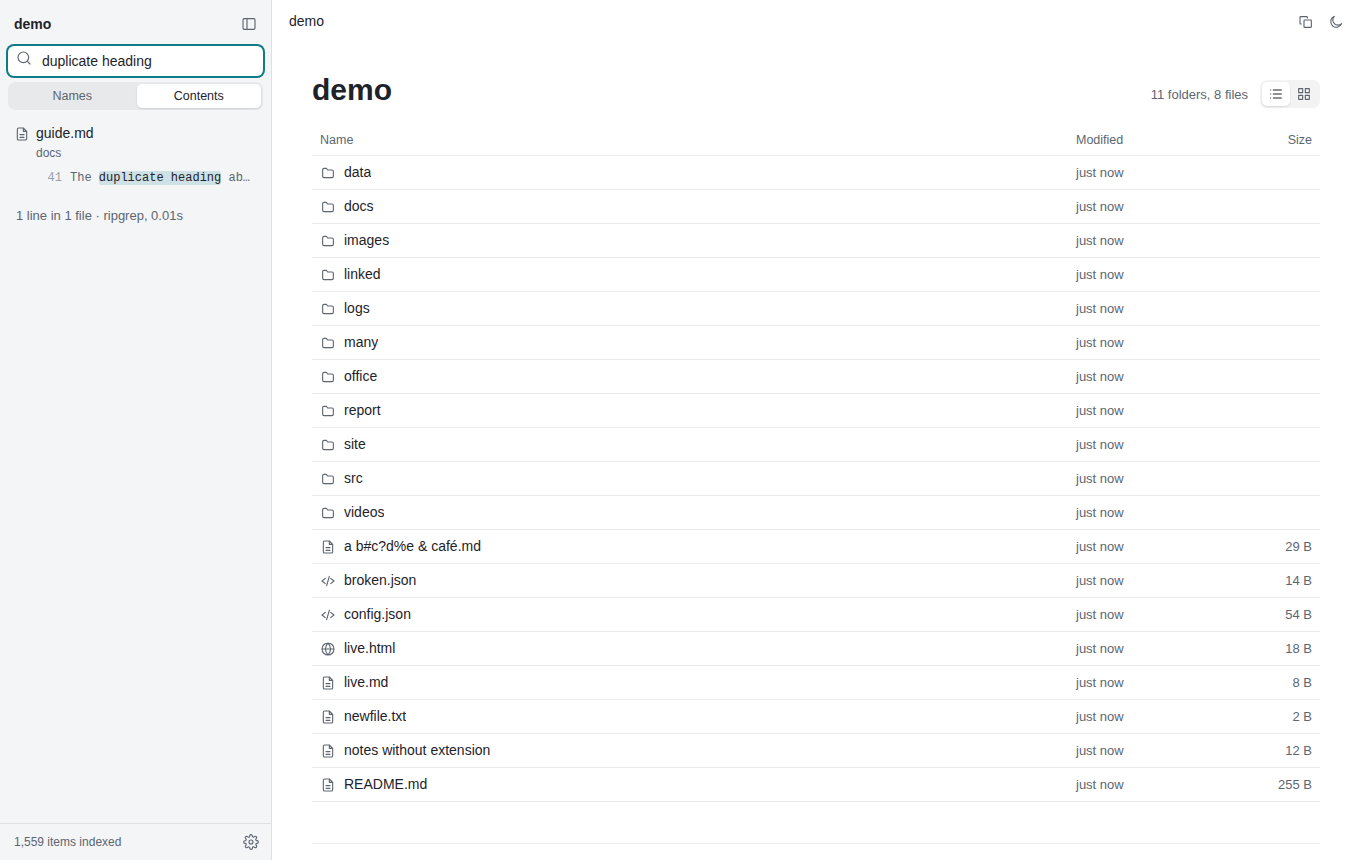 demo
duplicate heading
Names
Contents
guide.md
docs
41 The duplicate heading ab…
1 line in 1 file · ripgrep, 0.01s
1,559 items indexed
demo
demo
11 folders, 8 files
Name Modified Size
data just now
docs just now
images just now
linked just now
logs just now
many just now
office just now
report just now
site just now
src just now
videos just now
a b#c?d%e & café.md just now 29 B
broken.json just now 14 B
config.json just now 54 B
live.html just now 18 B
live.md just now 8 B
newfile.txt just now 2 B
notes without extension just now 12 B
README.md just now 255 B